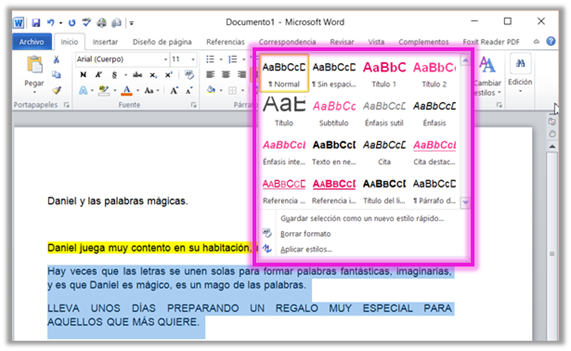 Documento1 - Microsoft Word
Archivo Inicio Insertar Diseño de página Referencias Correspondencia Revisar Vista Complementos Foxit Reader PDF
Arial (Cuerpo) 11
Pegar
Cambiar estilos
Edición
Portapapeles Fuente
AaBbCcD AaBbCcD AaBbC AaBbC
¶ Normal ¶ Sin espaci... Título 1 Título 2
AaB AaBbCc AaBbCcD AaBbCcD
Título Subtítulo Énfasis sutil Énfasis
AaBbCcD AaBbCcD AaBbCcD AaBbCcD
Énfasis inte... Texto en ne... Cita Cita destac...
AaBbCcD AaBbCcD AaBbCcD AaBbCcD
Referencia ... Referencia i... Título del li... ¶ Párrafo d...
Guardar selección como un nuevo estilo rápido...
Borrar formato
Aplicar estilos...
Daniel y las palabras mágicas.
Daniel juega muy contento en su habitación,
Hay veces que las letras se unen solas para formar palabras fantásticas, imaginarias,
y es que Daniel es mágico, es un mago de las palabras.
LLEVA UNOS DÍAS PREPARANDO UN REGALO MUY ESPECIAL PARA
AQUELLOS QUE MÁS QUIERE.